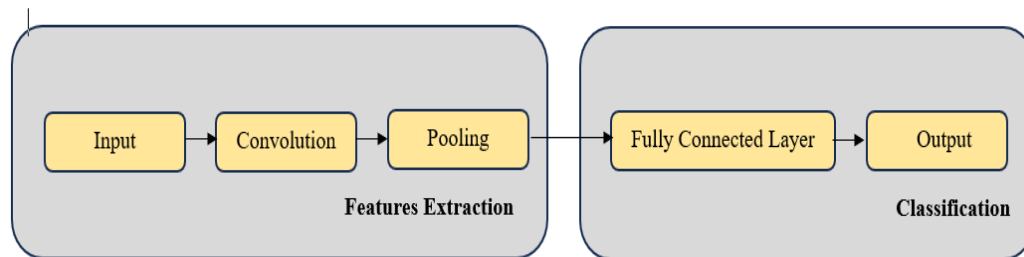 Input
Convolution
Pooling
Fully Connected Layer
Output
Features Extraction
Classification